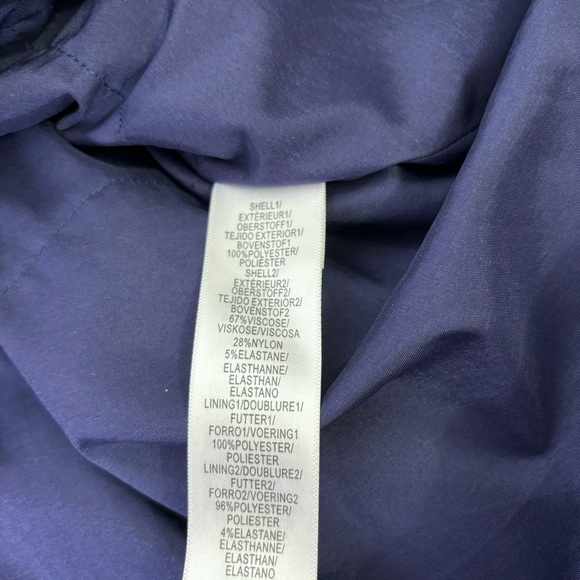 SHELL1/
EXTÉRIEUR1/
OBERSTOFF1/
TEJIDO EXTERIOR1/
BOVENSTOF1
100%POLYESTER/
POLIESTER
SHELL2/
EXTÉRIEUR2/
OBERSTOFF2/
TEJIDO EXTERIOR2/
BOVENSTOF2
67%VISCOSE/
VISKOSE/VISCOSA
28%NYLON
5%ELASTANE/
ELASTHANNE/
ELASTHAN/
ELASTANO
LINING1/DOUBLURE1/
FUTTER1/
FORRO1/VOERING1
100%POLYESTER/
POLIESTER
LINING2/DOUBLURE2/
FUTTER2/
FORRO2/VOERING2
96%POLYESTER/
POLIESTER
4%ELASTANE/
ELASTHANNE/
ELASTHAN/
ELASTANO